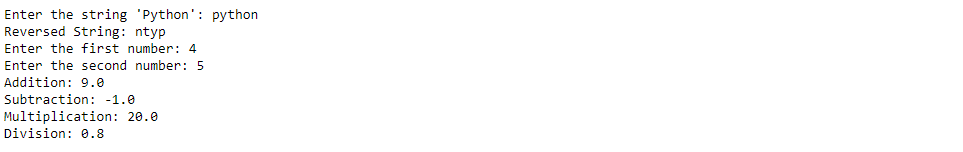 Enter the string 'Python': python
Reversed String: ntyp
Enter the first number: 4
Enter the second number: 5
Addition: 9.0
Subtraction: -1.0
Multiplication: 20.0
Division: 0.8